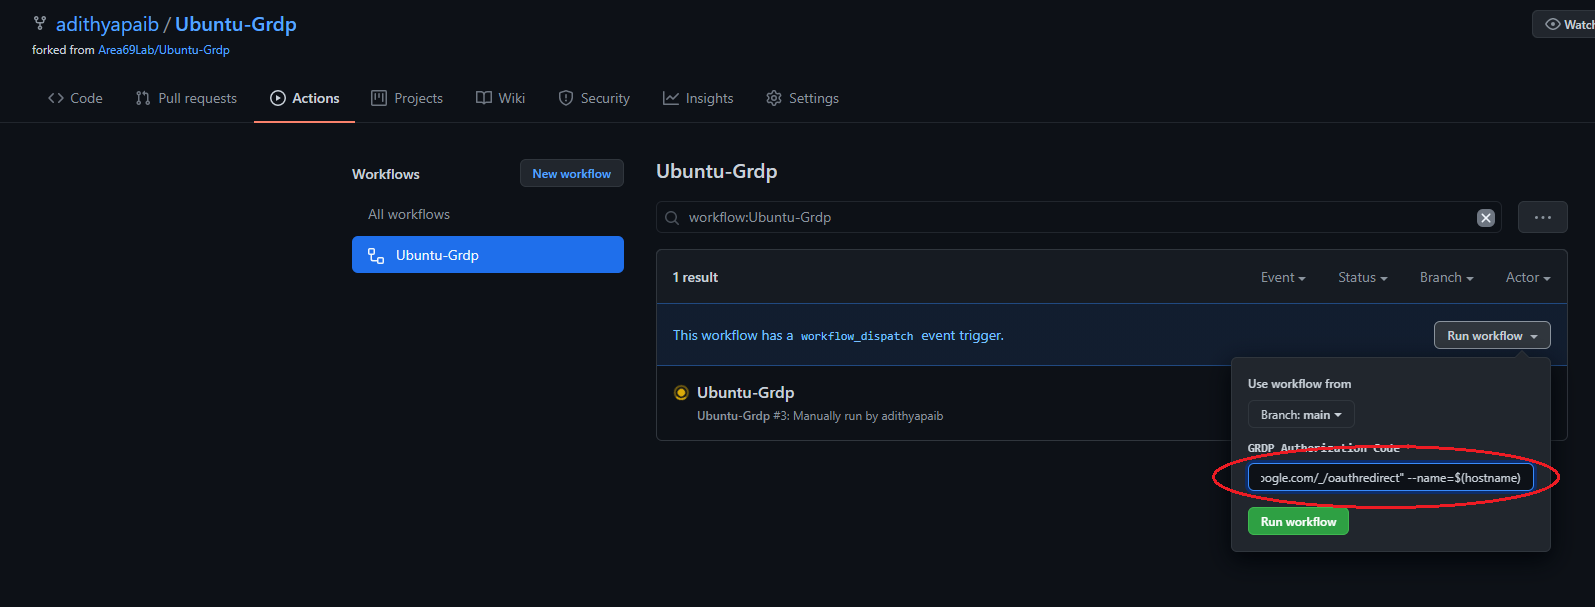 adithyapaib / Ubuntu-Grdp
Watch
forked from Area69Lab/Ubuntu-Grdp
Code Pull requests Actions Projects Wiki Security Insights Settings
Workflows
New workflow
All workflows
Ubuntu-Grdp
Ubuntu-Grdp
workflow:Ubuntu-Grdp
1 result
Event Status Branch Actor
This workflow has a workflow_dispatch event trigger.
Run workflow
Ubuntu-Grdp
Ubuntu-Grdp #3: Manually run by adithyapaib
Use workflow from
Branch: main
GRDP Authorization Code *
oogle.com/_/oauthredirect" --name=$(hostname)
Run workflow